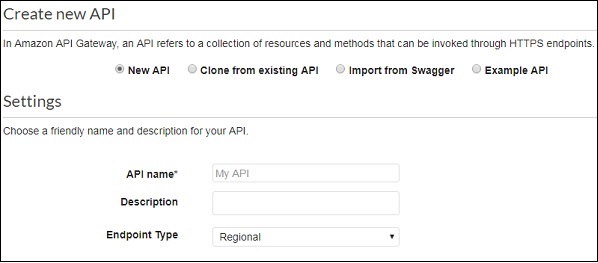 Create new API
In Amazon API Gateway, an API refers to a collection of resources and methods that can be invoked through HTTPS endpoints.
New API Clone from existing API Import from Swagger Example API
Settings
Choose a friendly name and description for your API.
API name* My API
Description
Endpoint Type Regional